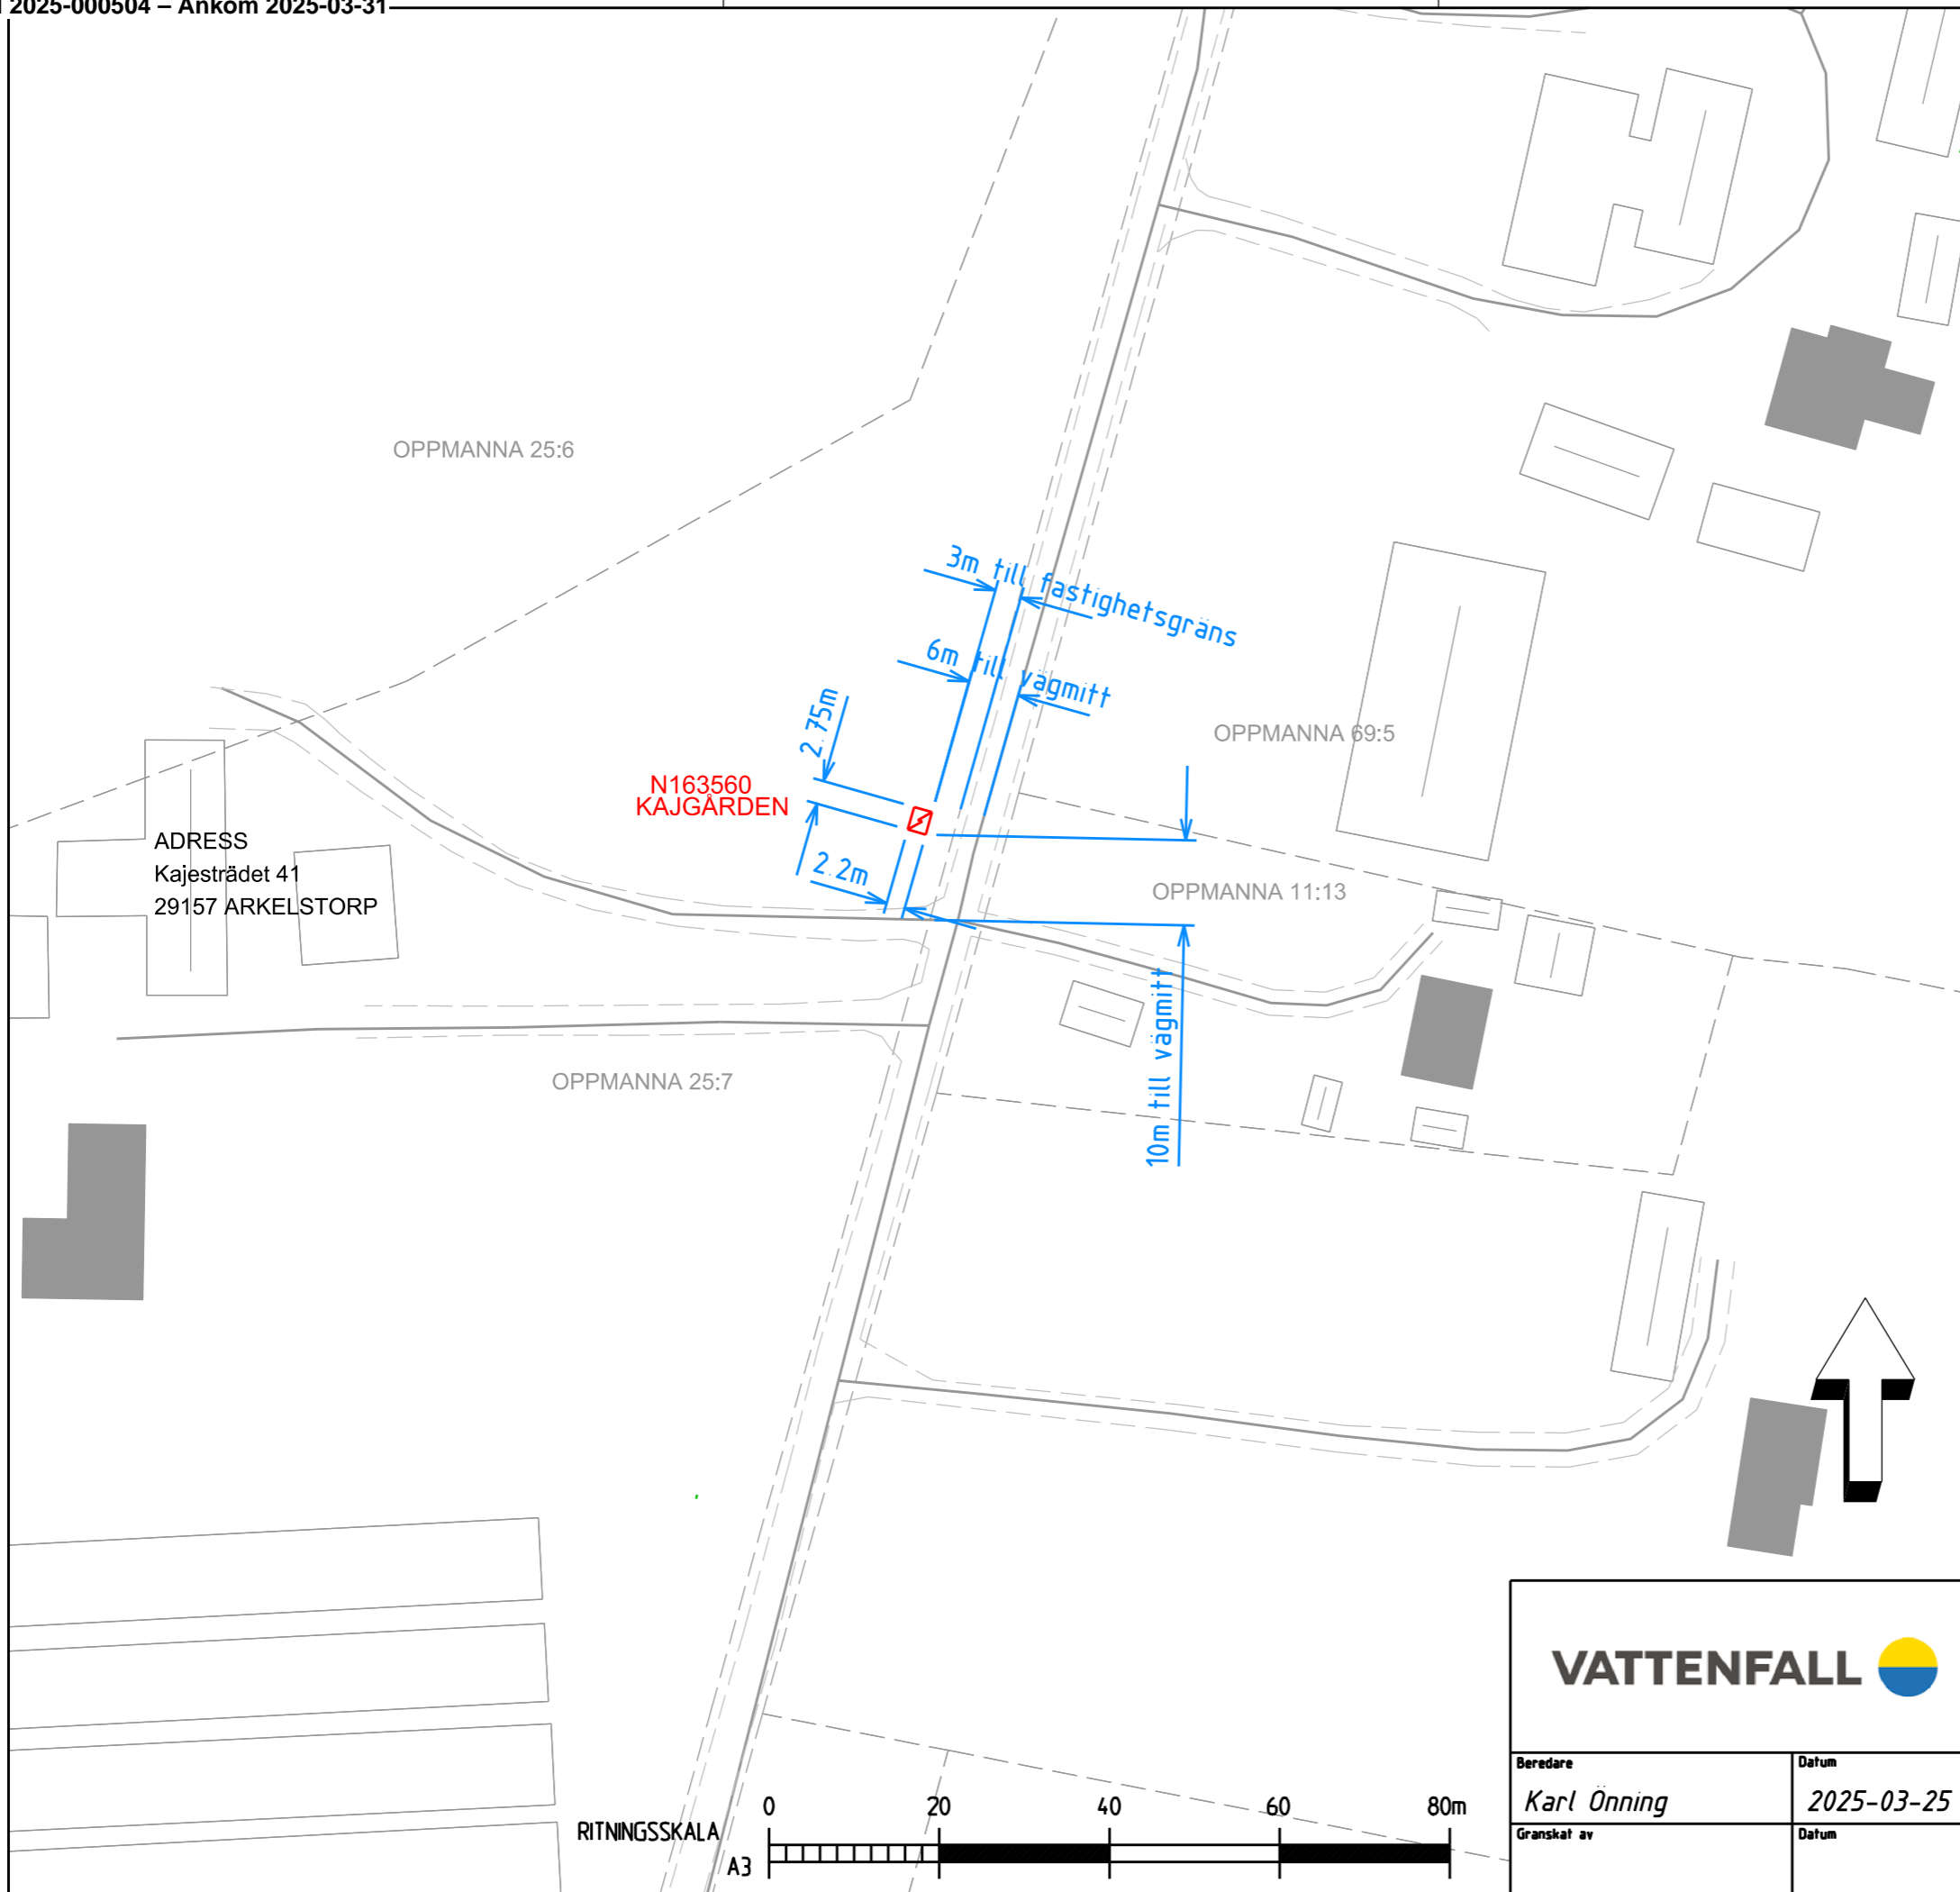 2025-000504 – Ankom 2025-03-31
OPPMANNA 25:6
3m till fastighetsgräns
6m till vägmitt
2.75m
OPPMANNA 69:5
N163560
KAJGÅRDEN
ADRESS
Kajesträdet 41
29157 ARKELSTORP
2.2m
OPPMANNA 11:13
10m till vägmitt
OPPMANNA 25:7
VATTENFALL
Beredare
Karl Önning
Datum
2025-03-25
Granskat av
Datum
RITNINGSSKALA
A3
0 20 40 60 80m